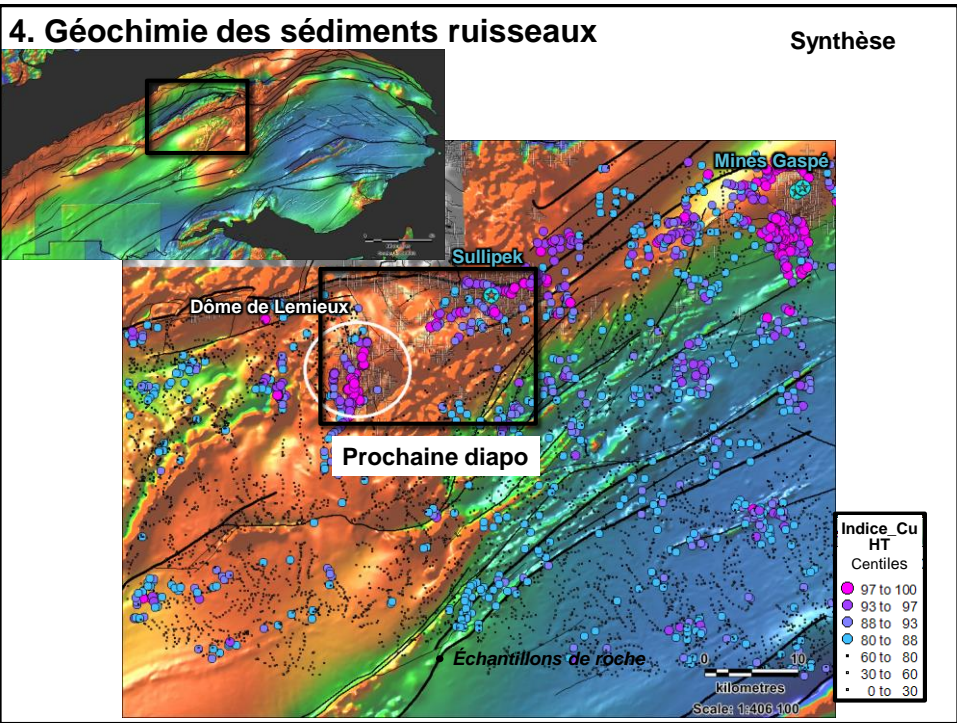 4. Géochimie des sédiments ruisseaux
Synthèse
Mines Gaspé
Sullipek
Dôme de Lemieux
Prochaine diapo
Indice_Cu
HT
Centiles
97 to 100
93 to 97
88 to 93
80 to 88
60 to 80
30 to 60
0 to 30
Échantillons de roche
0 10
kilometres
Scale: 1:406 100